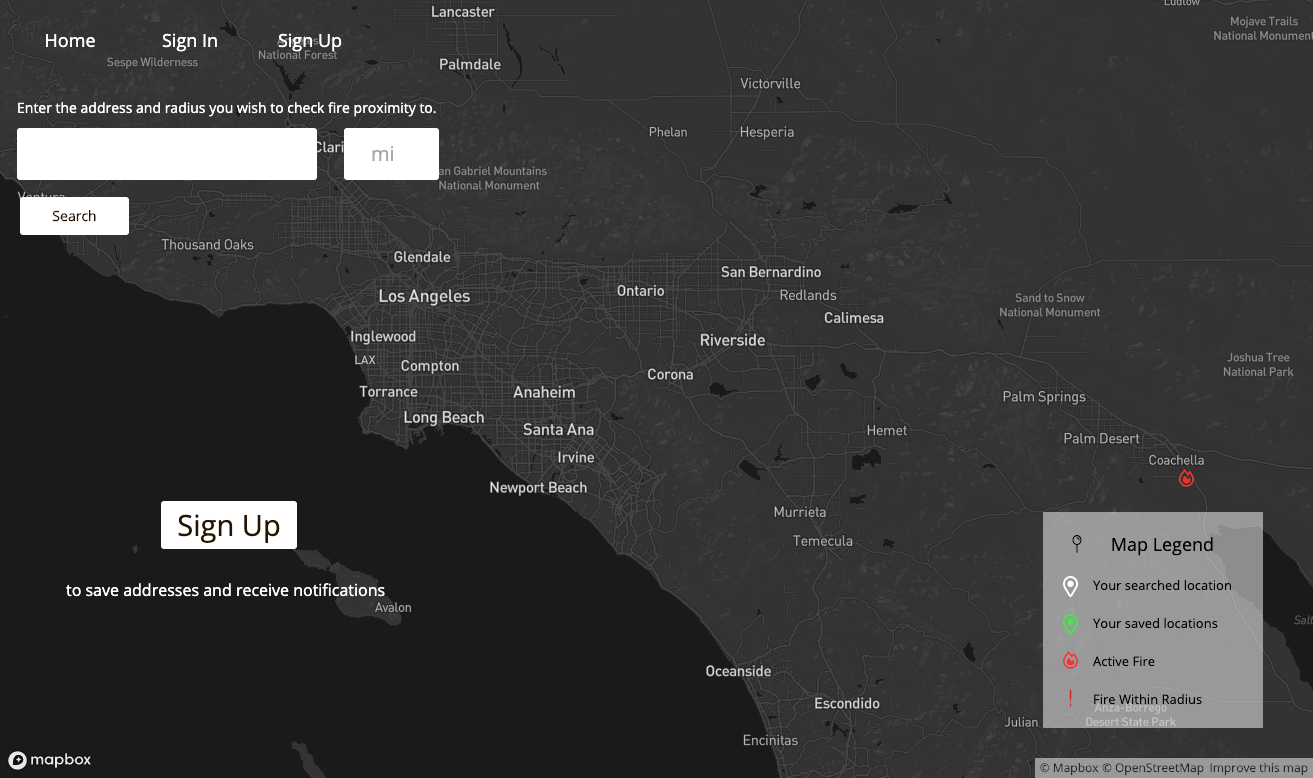 Lancaster
Ludlow
Mojave Trails
National Monument
Home
Sign In
Sign Up
National Forest
Sespe Wilderness
Palmdale
Victorville
Enter the address and radius you wish to check fire proximity to.
Phelan
Hesperia
Clari
mi
an Gabriel Mountains
National Monument
Ventura
Search
Thousand Oaks
Glendale
San Bernardino
Los Angeles
Ontario
Redlands
Sand to Snow
National Monument
Calimesa
Inglewood
Riverside
LAX
Compton
Joshua Tree
National Park
Corona
Torrance
Anaheim
Palm Springs
Long Beach
Santa Ana
Hemet
Palm Desert
Irvine
Coachella
Newport Beach
Murrieta
Sign Up
Temecula
Map Legend
Your searched location
to save addresses and receive notifications
Avalon
Your saved locations
Salt
Active Fire
Oceanside
Fire Within Radius
Escondido
Anza-Borrego
Desert State Park
Julian
Encinitas
mapbox
© Mapbox © OpenStreetMap Improve this map